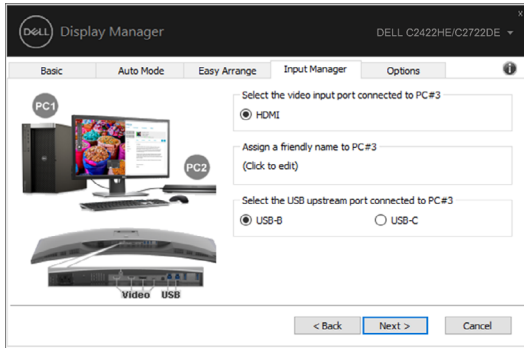 DELL Display Manager
DELL C2422HE/C2722DE
Basic
Auto Mode
Easy Arrange
Input Manager
Options
PC1
PC2
Video USB
Select the video input port connected to PC#3
HDMI
Assign a friendly name to PC#3
(Click to edit)
Select the USB upstream port connected to PC#3
USB-B
USB-C
< Back
Next >
Cancel